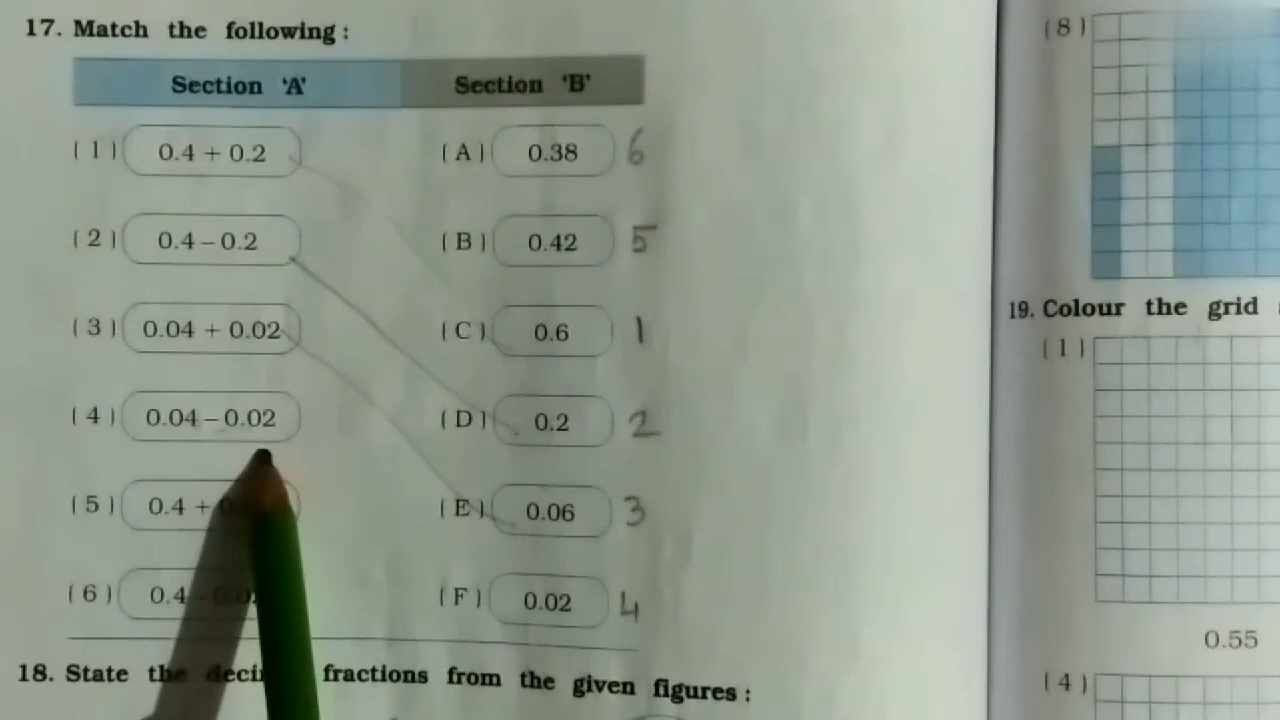 17. Match the following :
Section 'A' Section 'B'
(1) 0.4 + 0.2 (A) 0.38 6
(2) 0.4 – 0.2 (B) 0.42 5
(3) 0.04 + 0.02 (C) 0.6 1
(4) 0.04 – 0.02 (D) 0.2 2
(5) 0.4 + (E) 0.06 3
(6) 0.4 – (F) 0.02 4
18. State the fractions from the given figures :
(8)
19. Colour the grid
(1)
0.55
(4)